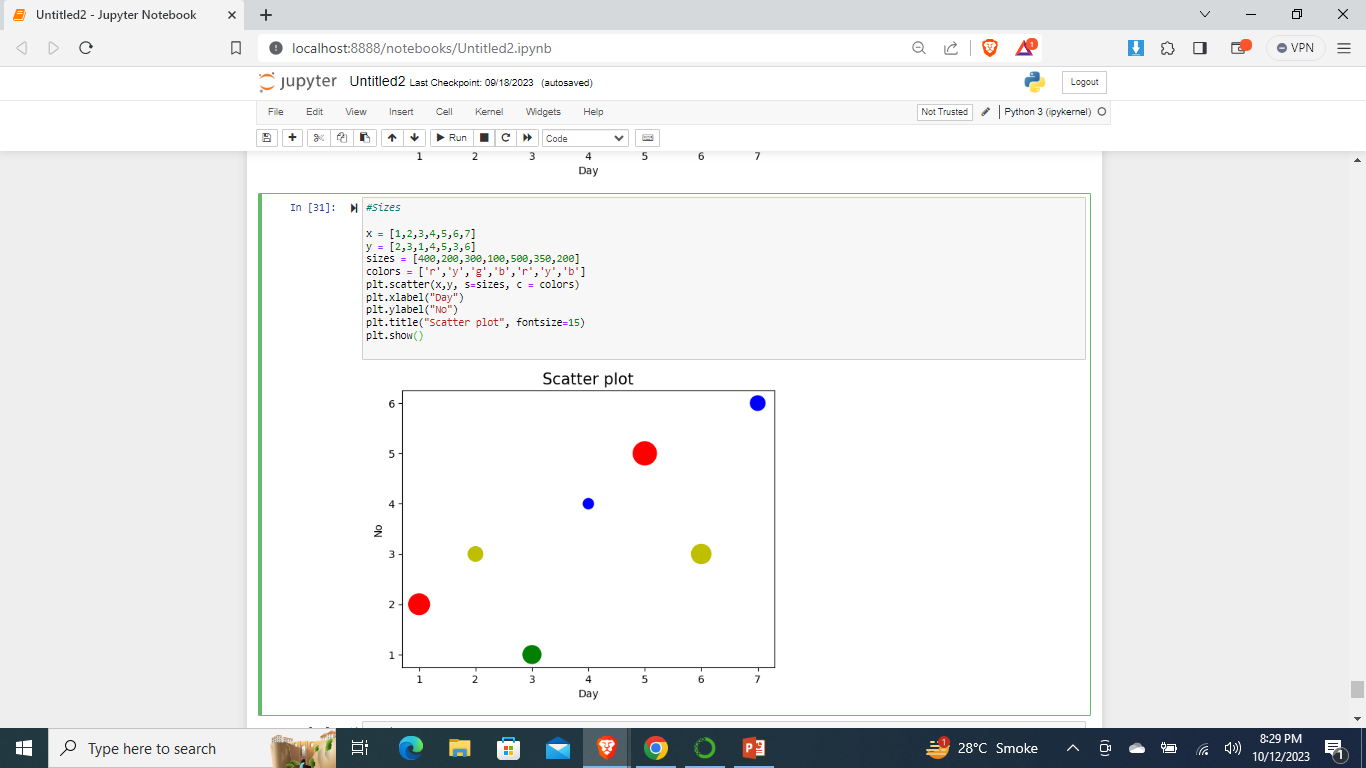 Untitled2 - Jupyter Notebook
localhost:8888/notebooks/Untitled2.ipynb
1
VPN
jupyter Untitled2 Last Checkpoint: 09/18/2023 (autosaved)
Logout
File Edit View Insert Cell Kernel Widgets Help
Not Trusted
Python 3 (ipykernel)
Run
Code
1 2 3 4 5 6 7
Day
In [31]:
#Sizes
x = [1,2,3,4,5,6,7]
y = [2,3,1,4,5,3,6]
sizes = [400,200,300,100,500,350,200]
colors = ['r','y','g','b','r','y','b']
plt.scatter(x,y, s=sizes, c = colors)
plt.xlabel("Day")
plt.ylabel("No")
plt.title("Scatter plot", fontsize=15)
plt.show()
Scatter plot
6
5
4
No
3
2
1
1 2 3 4 5 6 7
Day
Type here to search
1
28°C Smoke
8:29 PM
10/12/2023
1